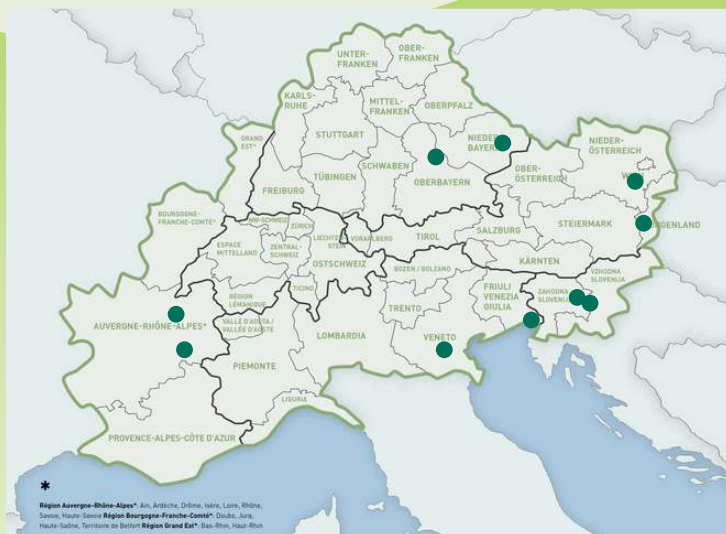 UNTER-
FRANKEN
OBER-
FRANKEN
KARLS-
RUHE
MITTEL-
FRANKEN
OBERPFALZ
GRAND
EST*
STUTTGART
NIEDER
BAYER
NIEDER-
ÖSTERREICH
SCHWABEN
TÜBINGEN
OBERBAYERN
OBER-
ÖSTERREICH
W
FREIBURG
BOURGOGNE-
FRANCHE-COMTÉ*
NW-SCHWEIZ
ZÜRICH
STEIERMARK
GENLAND
SALZBURG
TIROL
VORARLBERG
LIECHTEN
STEIN
ESPACE
MITTELLAND
ZENTRAL-
SCHWEIZ
OSTSCHWEIZ
KÄRNTEN
BOZEN / BOLZANO
VZHODNA
SLOVENIJA
TICINO
RÉGION
LÉMANIQUE
TRENTO
FRIULI
VENEZIA
GIULIA
ZAHODNA
SLOVENI
AUVERGNE-RHÔNE-ALPES*
VALLE D'AOSTA /
VALLÉE D'AOSTE
LOMBARDIA
VENETO
PIEMONTE
LIGURIA
PROVENCE-ALPES-CÔTE D'AZUR
*
Région Auvergne-Rhône-Alpes*: Ain, Ardèche, Drôme, Isère, Loire, Rhône,
Savoie, Haute-Savoie Région Bourgogne-Franche-Comté*: Doubs, Jura,
Haute-Saône, Territoire de Belfort Région Grand Est*: Bas-Rhin, Haut-Rhin